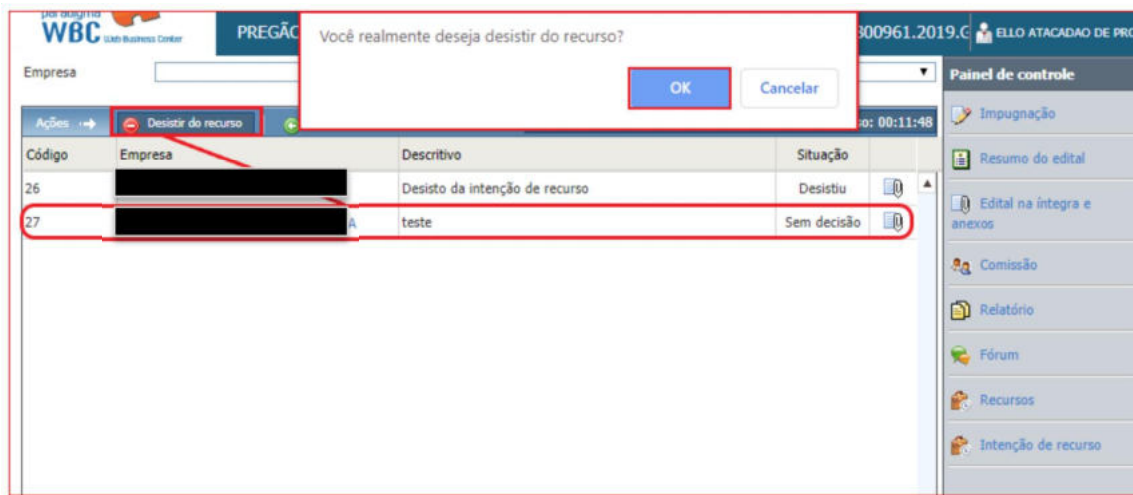 paradigma
WBC Web Business Center
PREGÃO
Você realmente deseja desistir do recurso?
OK
Cancelar
300961.2019.G
ELLO ATACADAO DE PRO
Empresa
Ações
Desistir do recurso
so: 00:11:48
Código
Empresa
Descritivo
Situação
26
Desisto da intenção de recurso
Desistiu
27
A
teste
Sem decisão
Painel de controle
Impugnação
Resumo do edital
Edital na íntegra e
anexos
Comissão
Relatório
Fórum
Recursos
Intenção de recurso